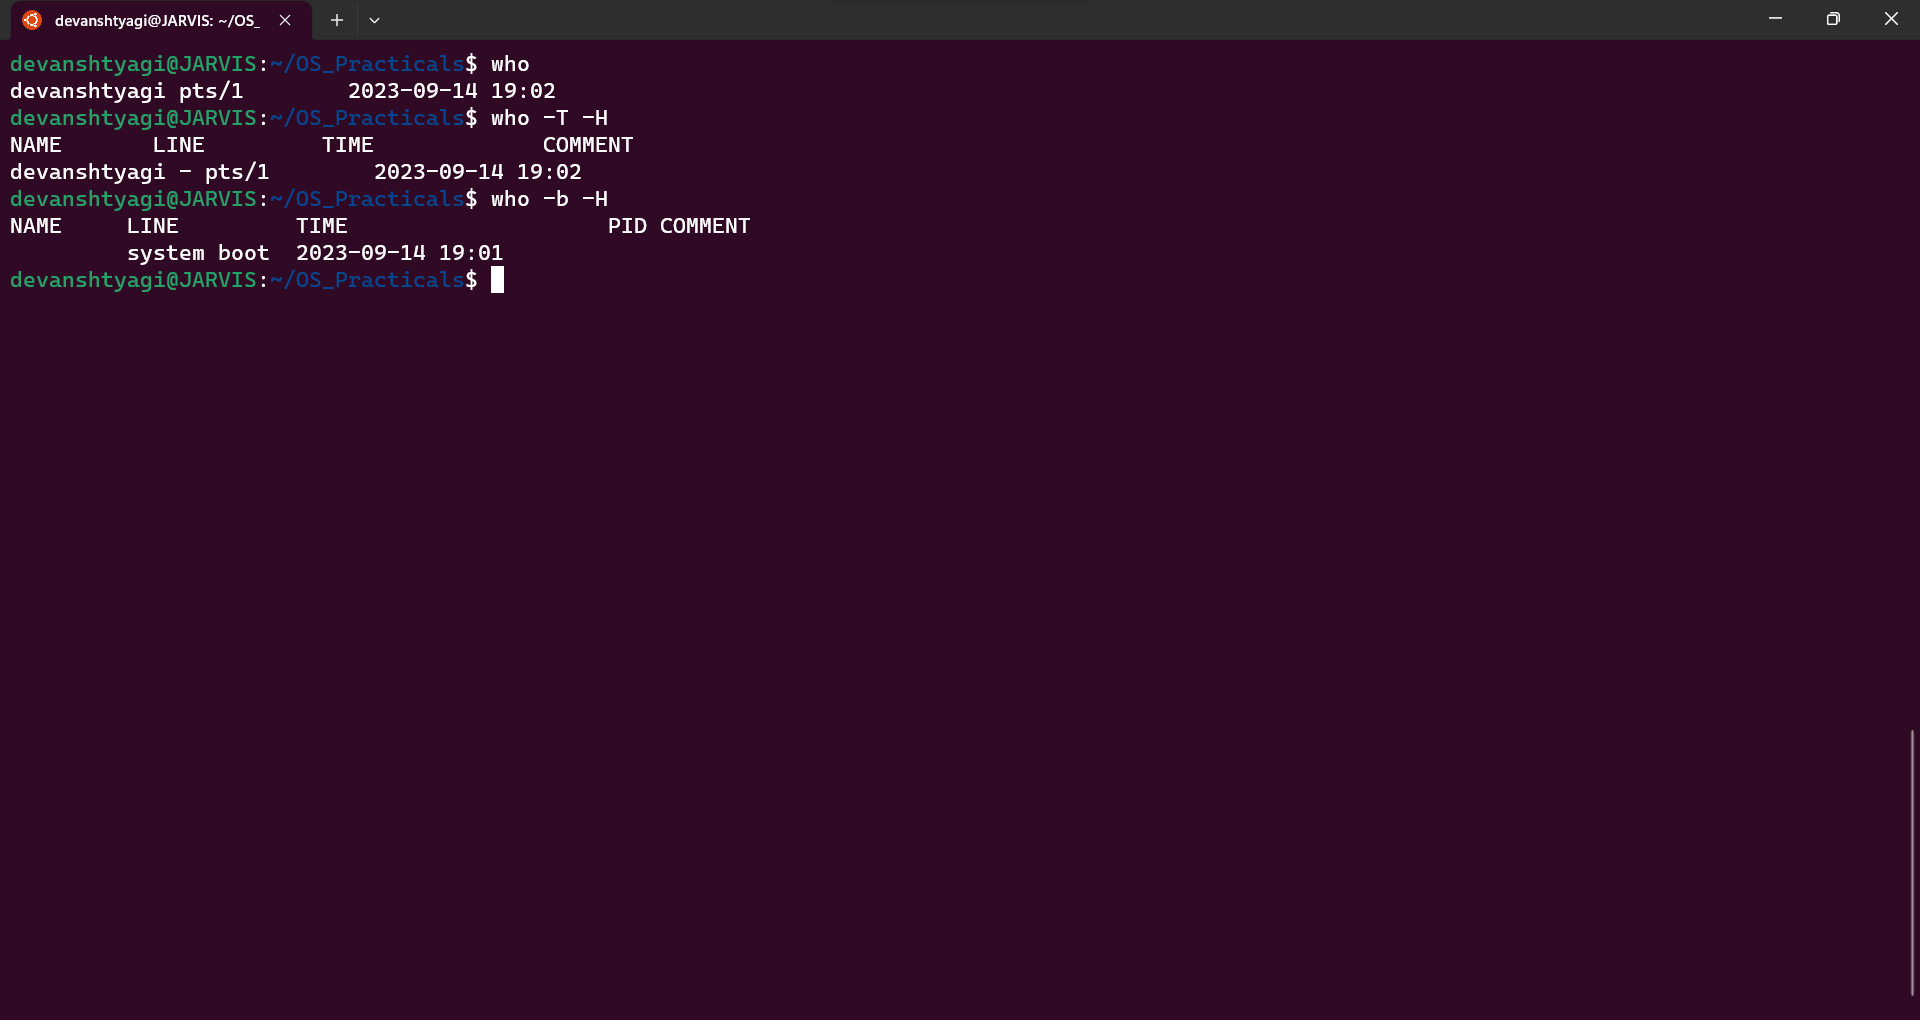 devanshtyagi@JARVIS: ~/OS_
devanshtyagi@JARVIS:~/OS_Practicals$ who
devanshtyagi pts/1        2023-09-14 19:02
devanshtyagi@JARVIS:~/OS_Practicals$ who -T -H
NAME       LINE         TIME             COMMENT
devanshtyagi - pts/1        2023-09-14 19:02
devanshtyagi@JARVIS:~/OS_Practicals$ who -b -H
NAME     LINE         TIME                    PID COMMENT
         system boot  2023-09-14 19:01
devanshtyagi@JARVIS:~/OS_Practicals$